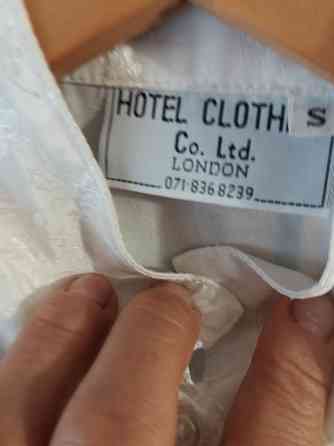 HOTEL CLOTH
S
Co. Ltd.
LONDON
071·836 8239